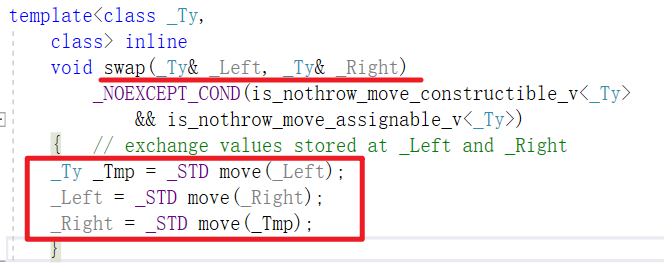 template<class _Ty,
class> inline
void swap(_Ty& _Left, _Ty& _Right)
_NOEXCEPT_COND(is_nothrow_move_constructible_v<_Ty>
&& is_nothrow_move_assignable_v<_Ty>)
{ // exchange values stored at _Left and _Right
_Ty _Tmp = _STD move(_Left);
_Left = _STD move(_Right);
_Right = _STD move(_Tmp);
}